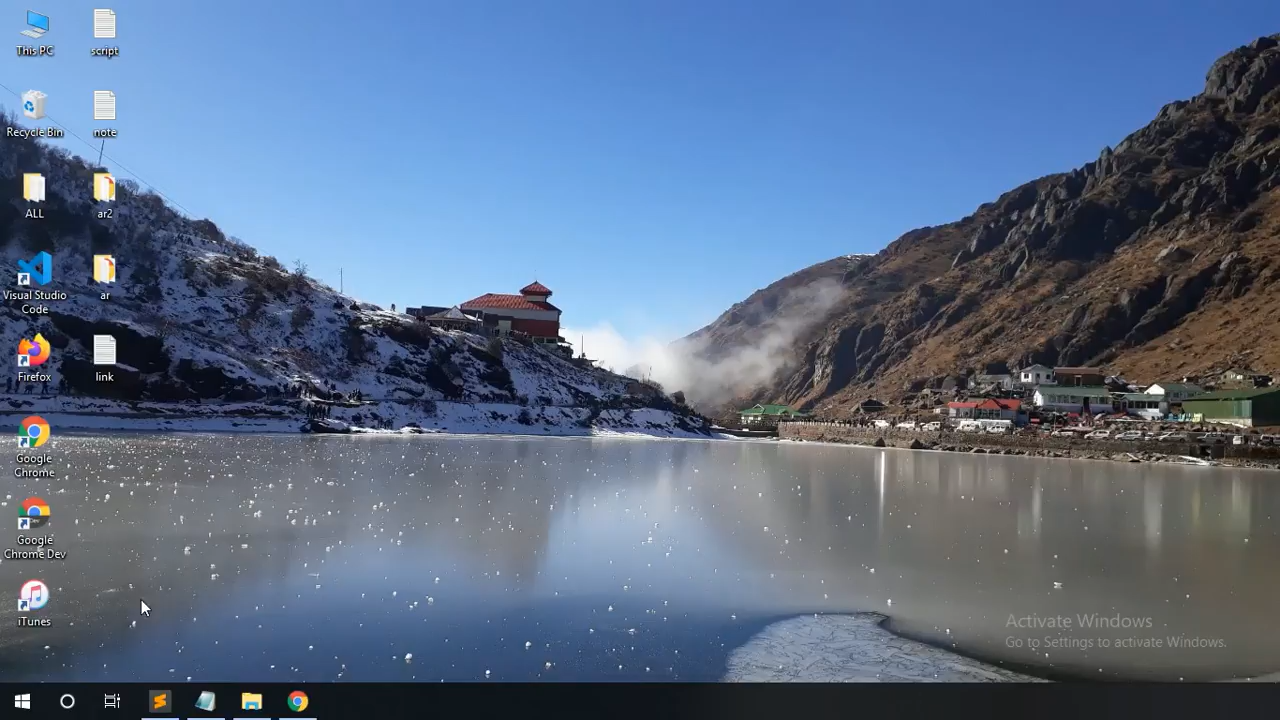 This PC
script
Recycle Bin
note
ALL
ar2
Visual Studio
Code
ar
Firefox
link
Google
Chrome
Google
Chrome Dev
iTunes
Activate Windows
Go to Settings to activate Windows.